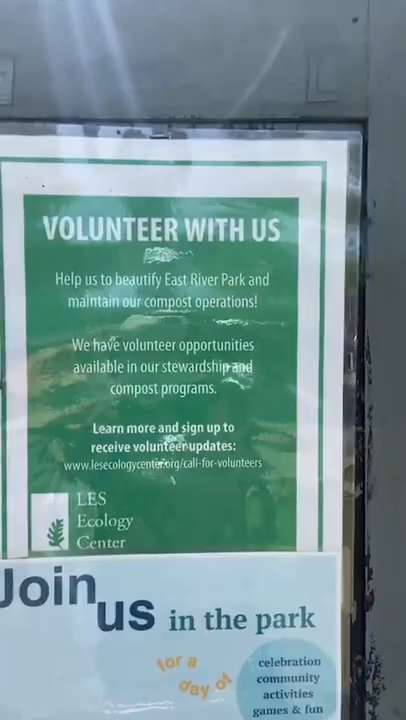 VOLUNTEER WITH US
Help us to beautify East River Park and
maintain our compost operations!
We have volunteer opportunities
available in our stewardship and
compost programs.
Learn more and sign up to
receive volunteer updates:
www.lesecologycenter.org/call-for-volunteers
LES
Ecology
Center
Join
us in the park
for a
day of
celebration
community
activities
games & fun